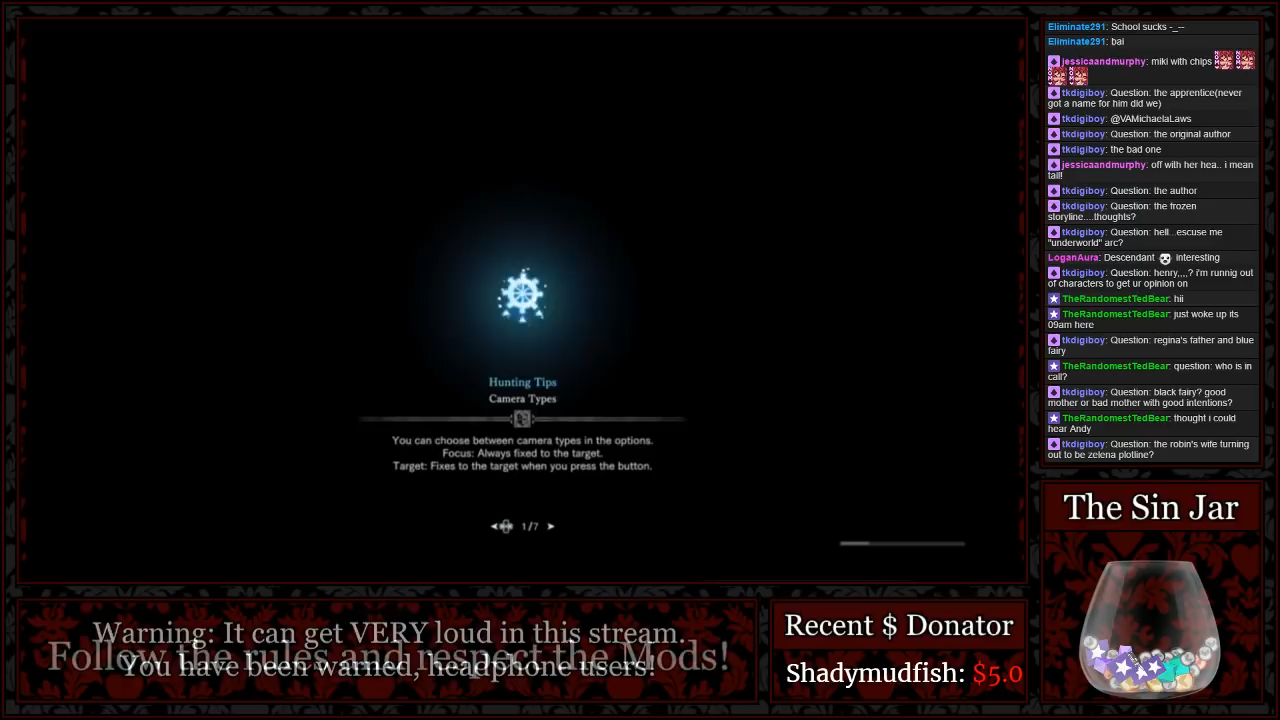 Hunting Tips
Camera Types
You can choose between camera types in the options.
Focus: Always fixed to the target.
Target: Fixes to the target when you press the button.
1/7
Eliminate291: School sucks -_--
Eliminate291: bai
jessicaandmurphy: miki with chips
tkdigiboy: Question: the apprentice(never
got a name for him did we)
tkdigiboy: @VAMichaelaLaws
tkdigiboy: Question: the original author
tkdigiboy: the bad one
jessicaandmurphy: off with her hea.. i mean
tail!
tkdigiboy: Question: the author
tkdigiboy: Question: the frozen
storyline....thoughts?
tkdigiboy: Question: hell...escuse me
"underworld" arc?
LoganAura: Descendant interesting
tkdigiboy: Question: henry,,,,? i'm runnig out
of characters to get ur opinion on
TheRandomestTedBear: hii
TheRandomestTedBear: just woke up its
09am here
tkdigiboy: Question: regina's father and blue
fairy
TheRandomestTedBear: question: who is in
call?
tkdigiboy: Question: black fairy? good
mother or bad mother with good intentions?
TheRandomestTedBear: thought i could
hear Andy
tkdigiboy: Question: the robin's wife turning
out to be zelena plotline?
The Sin Jar
Warning: It can get VERY loud in this stream.
You have been warned, headphone users!
Follow the rules and respect the Mods!
Recent $ Donator
Shadymudfish: $5.0